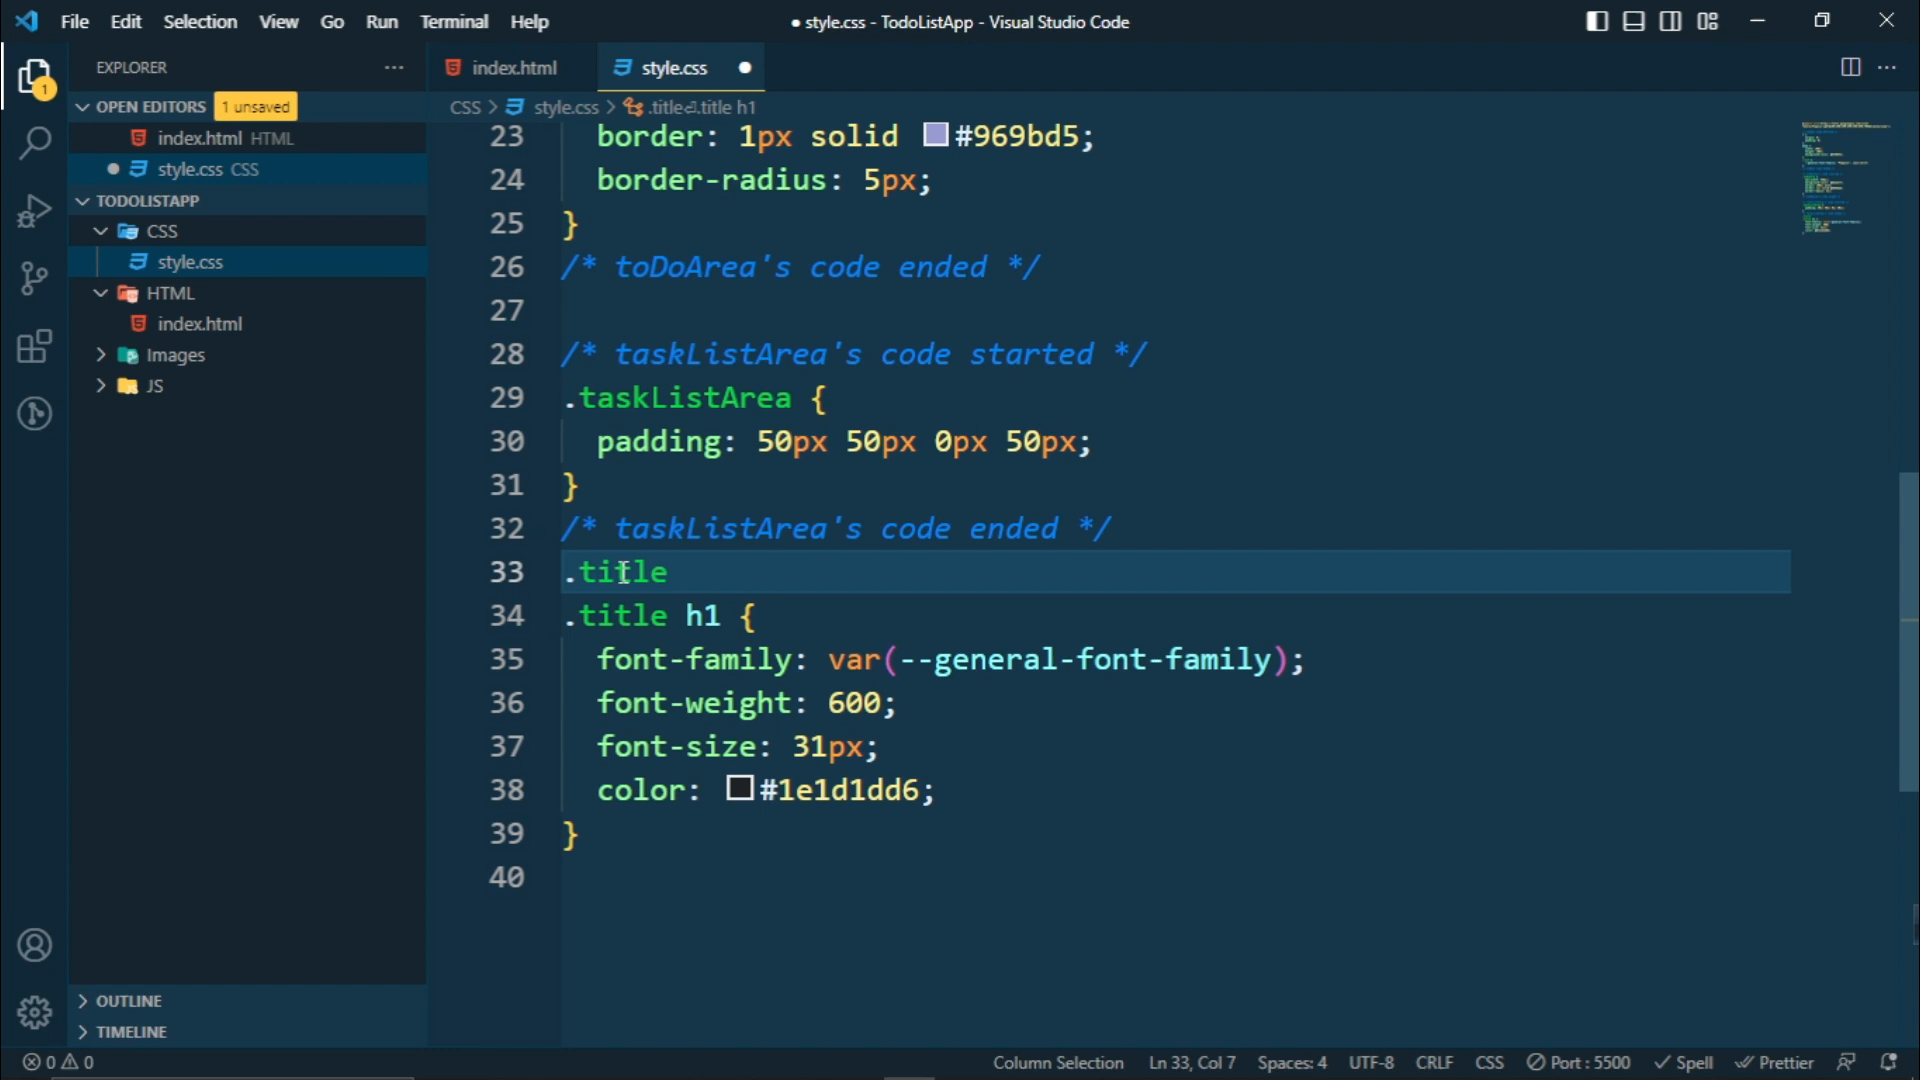 File Edit Selection View Go Run Terminal Help
● style.css - TodoListApp - Visual Studio Code
EXPLORER
1
OPEN EDITORS 1 unsaved
index.html HTML
style.css CSS
TODOLISTAPP
CSS
style.css
HTML
index.html
Images
JS
OUTLINE
TIMELINE
index.html
style.css
CSS > style.css > .title⏎.title h1
23 border: 1px solid #969bd5;
24 border-radius: 5px;
25 }
26 /* toDoArea's code ended */
27
28 /* taskListArea's code started */
29 .taskListArea {
30 padding: 50px 50px 0px 50px;
31 }
32 /* taskListArea's code ended */
33 .title
34 .title h1 {
35 font-family: var(--general-font-family);
36 font-weight: 600;
37 font-size: 31px;
38 color: #1e1d1dd6;
39 }
40
0 0 Column Selection Ln 33, Col 7 Spaces: 4 UTF-8 CRLF CSS Port : 5500 Spell Prettier